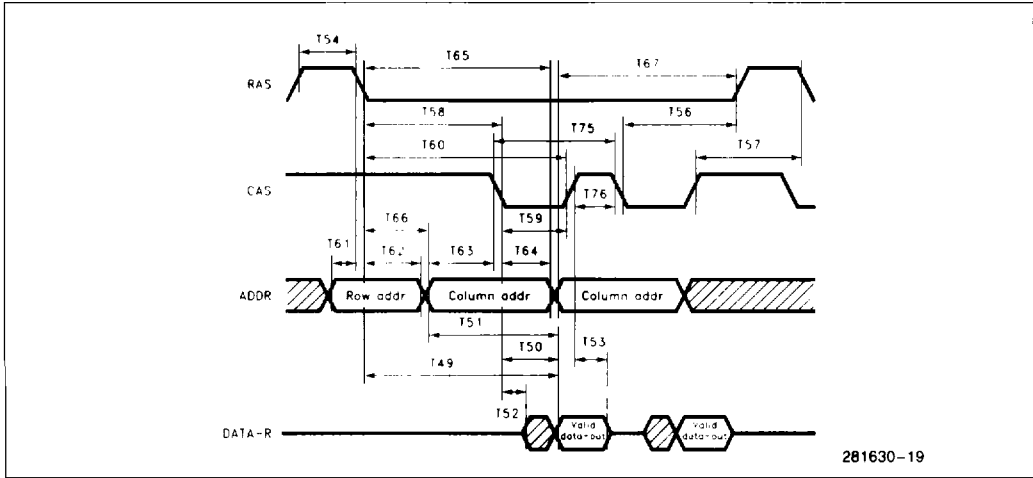 T54
T65
T67
RAS
T58
T75
T56
T60
T57
CAS
T76
T66
T59
T61
T62
T63
T64
ADDR
Row addr
Column addr
Column addr
T51
T50
T53
T49
T52
DATA-R
Valid
data-out
Valid
data-out
281630-19